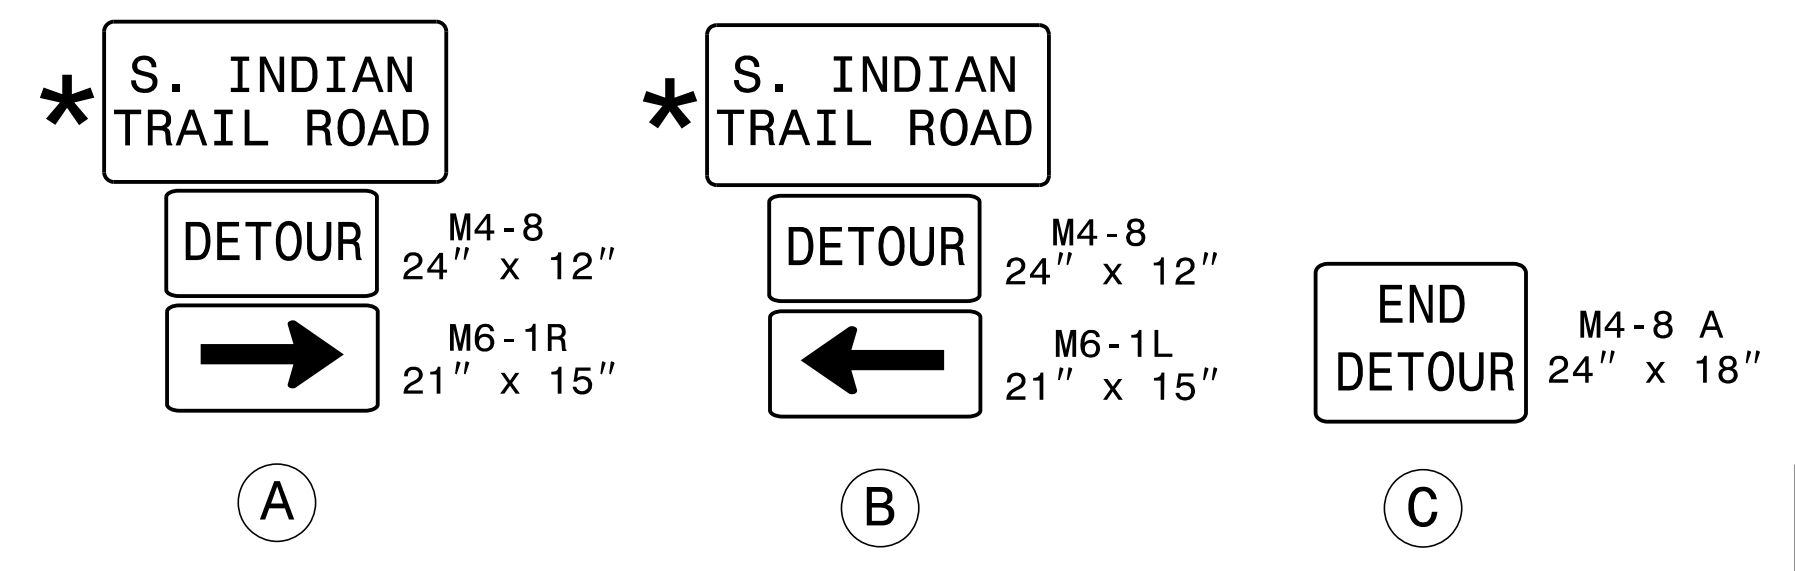 * S. INDIAN
TRAIL ROAD
DETOUR
M4-8
24" x 12"
M6-1R
21" x 15"
A
* S. INDIAN
TRAIL ROAD
DETOUR
M4-8
24" x 12"
M6-1L
21" x 15"
B
END
DETOUR
M4-8 A
24" x 18"
C